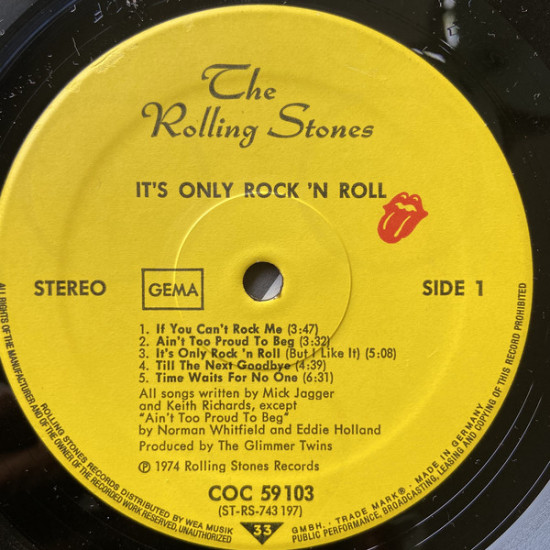 The
Rolling Stones
IT'S ONLY ROCK 'N ROLL
STEREO
GEMA
SIDE 1
1. If You Can't Rock Me (3:47)
2. Ain't Too Proud To Beg (3:32)
3. It's Only Rock 'n Roll (But I Like It) (5:08)
4. Till The Next Goodbye (4:39)
5. Time Waits For No One (6:31)
All songs written by Mick Jagger
and Keith Richards, except
"Ain't Too Proud To Beg"
by Norman Whitfield and Eddie Holland
Produced by The Glimmer Twins
Ⓟ 1974 Rolling Stones Records
COC 59 103
(ST-RS-743 197)
33
ALL RIGHTS OF THE MANUFACTURER AND OF THE OWNER OF THE RECORDED WORK RESERVED, UNAUTHORIZED
PUBLIC PERFORMANCE, BROADCASTING, LEASING AND COPYING OF THIS RECORD PROHIBITED
ROLLING STONES RECORDS DISTRIBUTED BY WEA MUSIK
GMBH. · TRADE MARK®. · MADE IN GERMANY